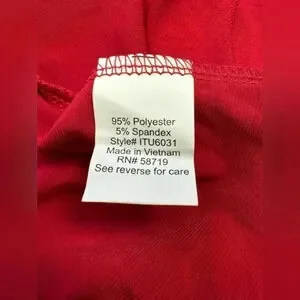 95% Polyester
5% Spandex
Style# ITU6031
Made in Vietnam
RN# 58719
See reverse for care